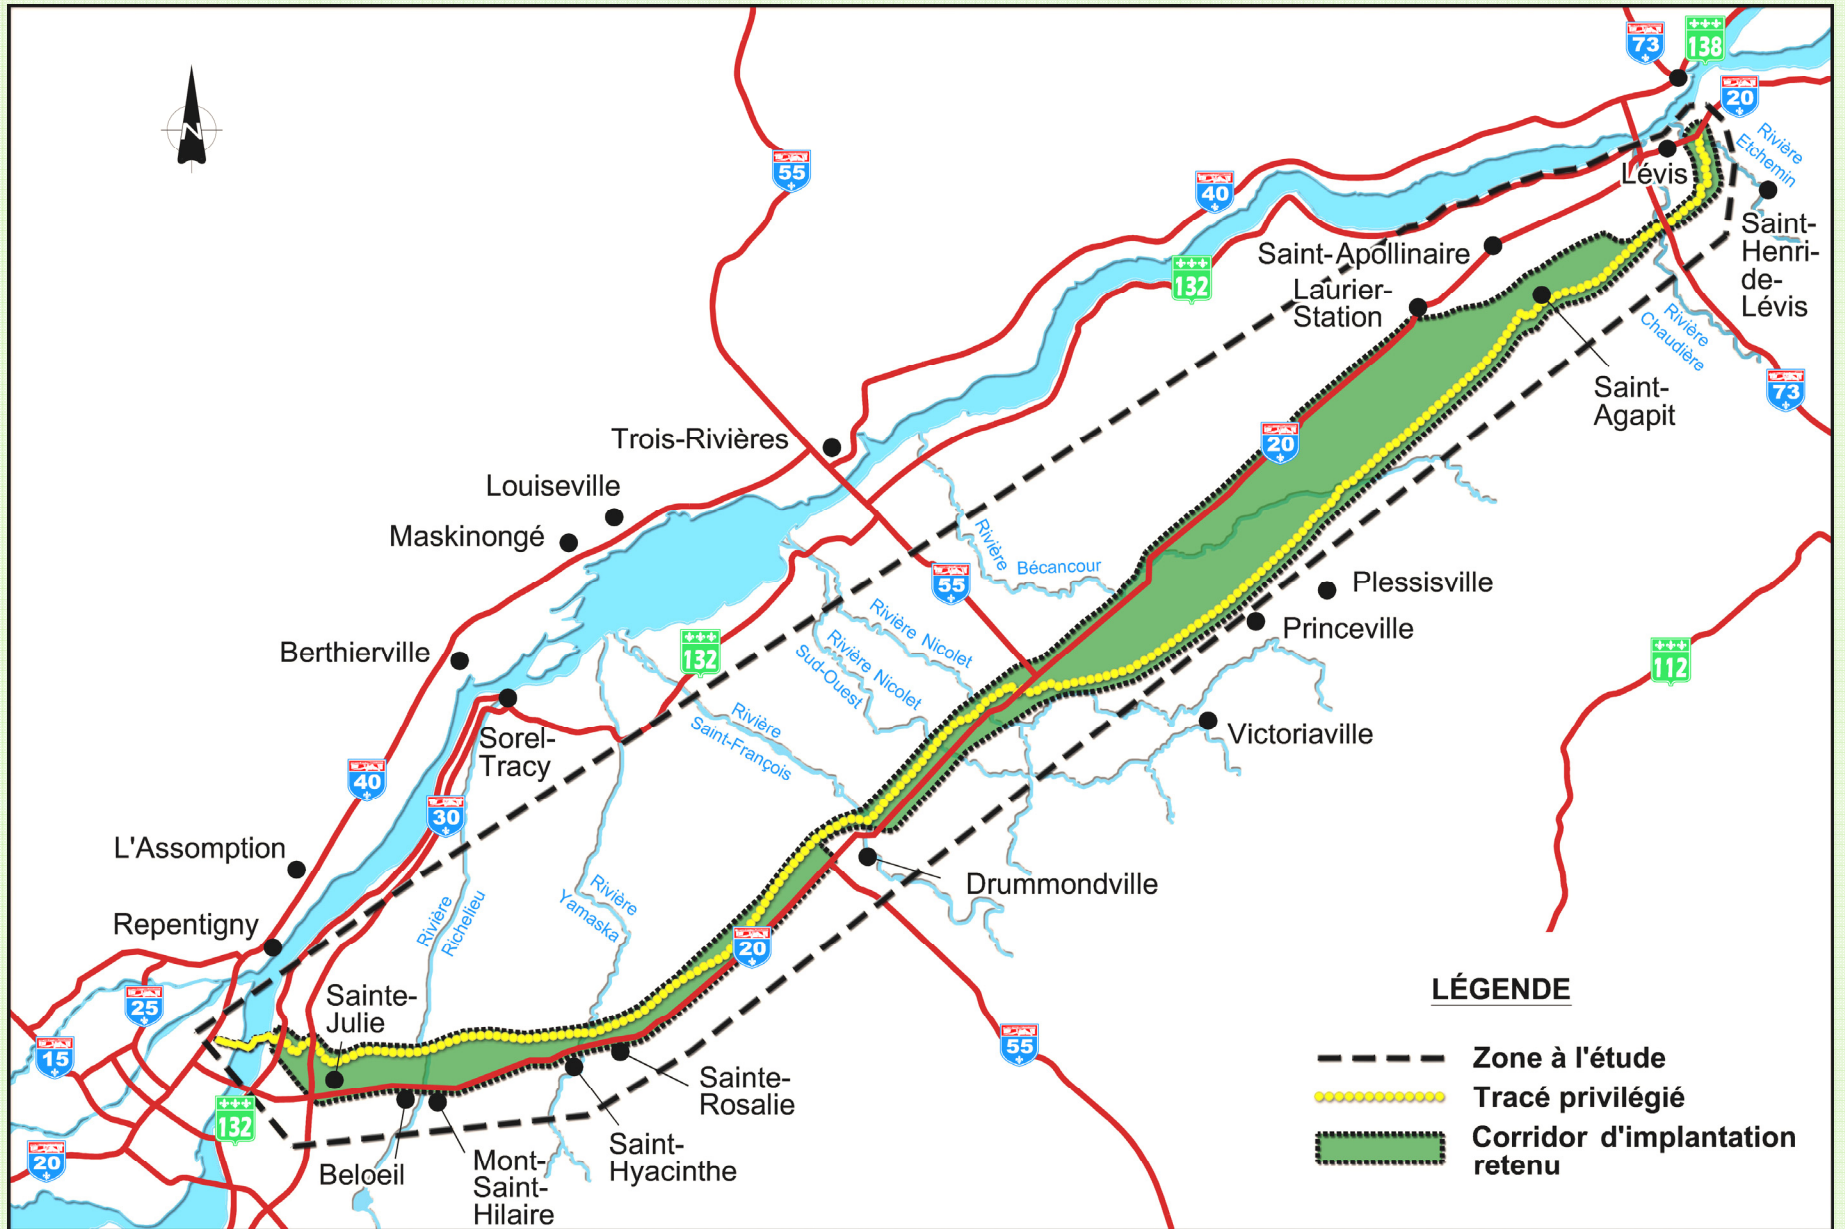 73
138
20
N
Rivière
Etchemin
55
Lévis
40
Saint-
Henri-
de-
Lévis
Saint-Apollinaire
132
Laurier-
Station
Rivière
Chaudière
73
Saint-
Agapit
Trois-Rivières
20
Louiseville
Maskinongé
Rivière
Bécancour
55
Plessisville
Princeville
Rivière Nicolet
Rivière Nicolet
Sud-Ouest
132
Berthierville
112
Rivière
Saint-François
Victoriaville
Sorel-
Tracy
40
30
L'Assomption
Drummondville
Rivière
Yamaska
Rivière
Richelieu
Repentigny
20
Sainte-
Julie
25
15
55
LÉGENDE
Zone à l'étude
Tracé privilégié
Corridor d'implantation
retenu
Sainte-
Rosalie
132
Saint-
Hyacinthe
20
Beloeil
Mont-
Saint-
Hilaire